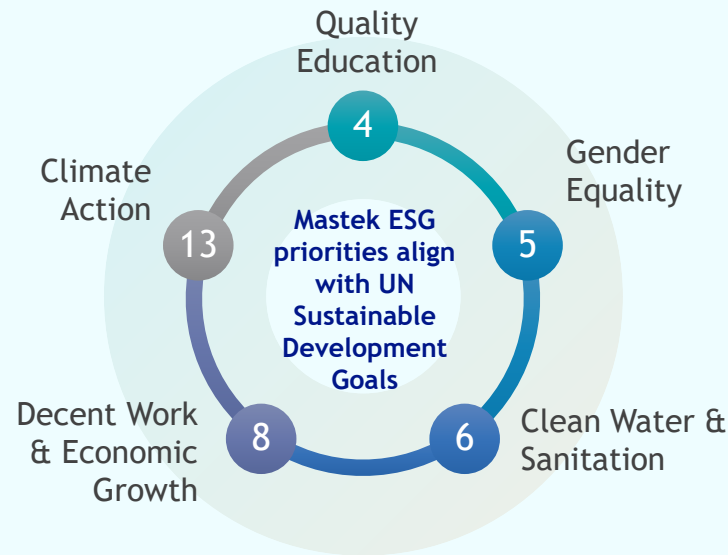 Quality
Education
4
Gender
Equality
5
Clean Water &
Sanitation
6
Decent Work
& Economic
Growth
8
Climate
Action
13
Mastek ESG
priorities align
with UN
Sustainable
Development
Goals